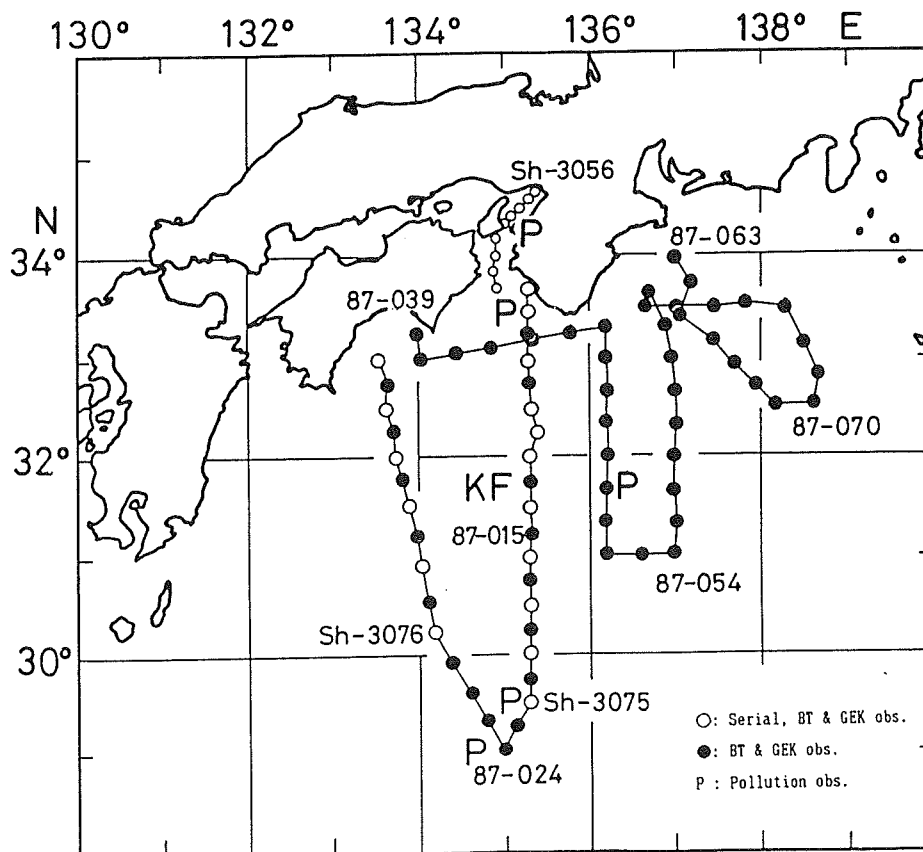 130° 132° 134° 136° 138° E
Sh-3056
P
N
87-063
34°
87-039
P
87-070
32°
KF P
87-015
87-054
Sh-3076
30°
P Sh-3075
○: Serial, BT & GEK obs.
P
●: BT & GEK obs.
87-024
P : Pollution obs.